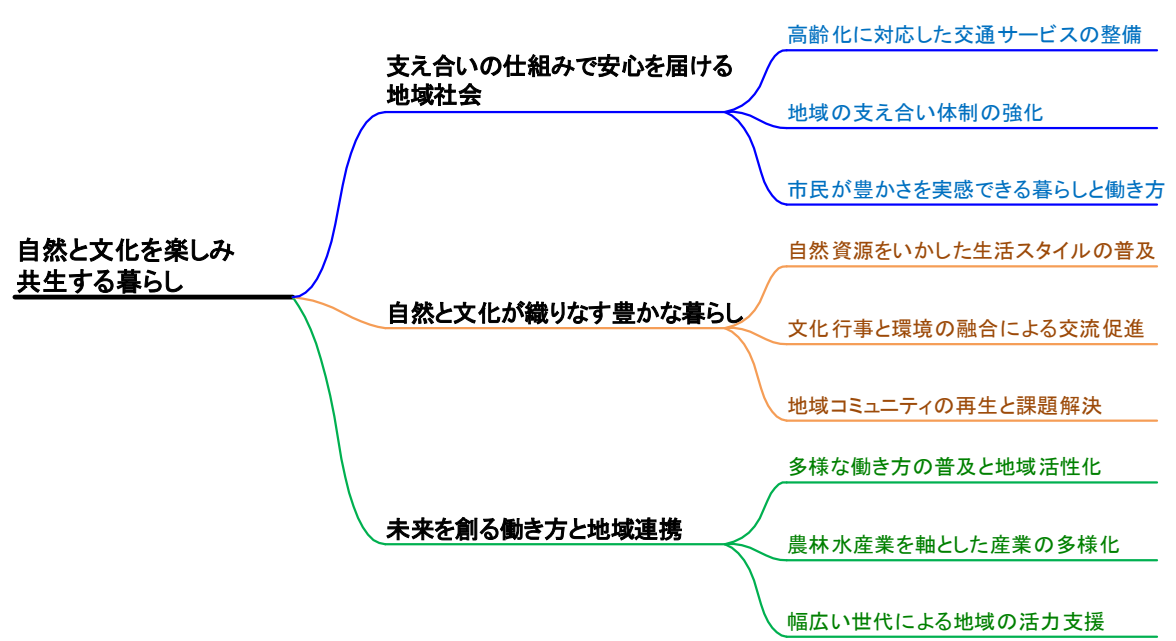 自然と文化を楽しみ
共生する暮らし
支え合いの仕組みで安心を届ける
地域社会
高齢化に対応した交通サービスの整備
地域の支え合い体制の強化
市民が豊かさを実感できる暮らしと働き方
自然と文化が織りなす豊かな暮らし
自然資源をいかした生活スタイルの普及
文化行事と環境の融合による交流促進
地域コミュニティの再生と課題解決
未来を創る働き方と地域連携
多様な働き方の普及と地域活性化
農林水産業を軸とした産業の多様化
幅広い世代による地域の活力支援